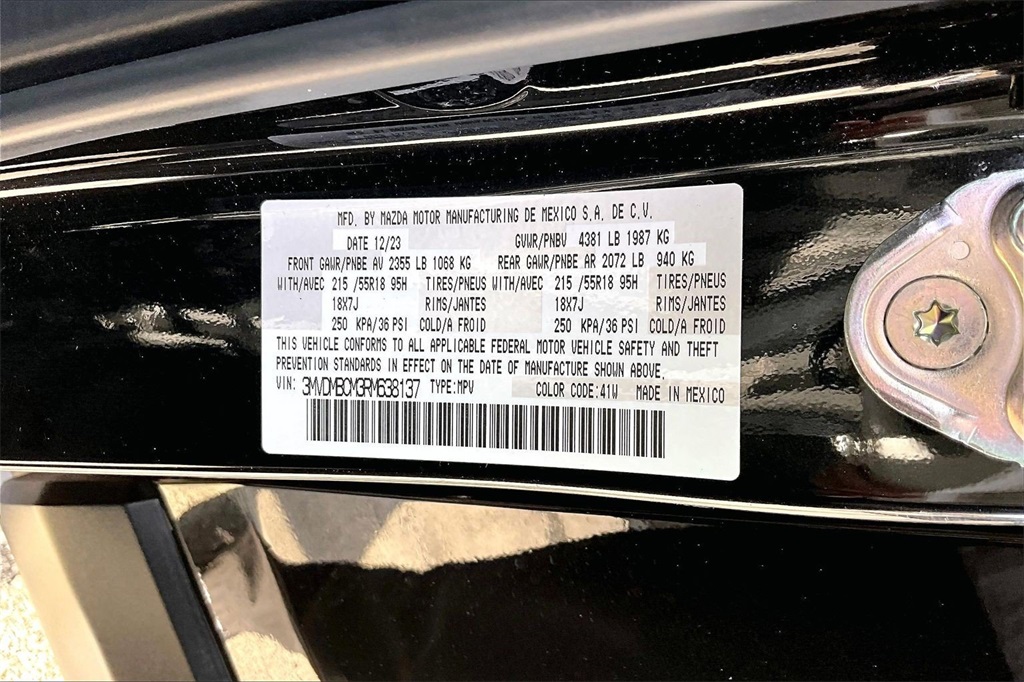 MFD. BY MAZDA MOTOR MANUFACTURING DE MEXICO S.A. DE C.V.
DATE 12/23 GVWR/PNBV 4381 LB 1987 KG
FRONT GAWR/PNBE AV 2355 LB 1068 KG REAR GAWR/PNBE AR 2072 LB 940 KG
WITH/AVEC 215 /55R18 95H TIRES/PNEUS WITH/AVEC 215 /55R18 95H TIRES/PNEUS
18X7J RIMS/JANTES 18X7J RIMS/JANTES
250 KPA/36 PSI COLD/A FROID 250 KPA/36 PSI COLD/A FROID
THIS VEHICLE CONFORMS TO ALL APPLICABLE FEDERAL MOTOR VEHICLE SAFETY AND THEFT
PREVENTION STANDARDS IN EFFECT ON THE DATE OF MANUFACTURE SHOWN ABOVE.
VIN: 3MVDMBCM3RM638137 TYPE:MPV COLOR CODE:41W MADE IN MEXICO